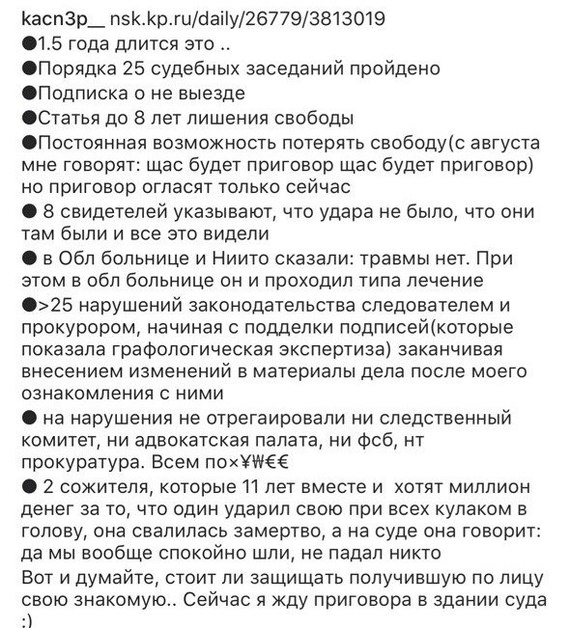 kacn3p__ nsk.kp.ru/daily/26779/3813019
●1.5 года длится это ..
●Порядка 25 судебных заседаний пройдено
●Подписка о не выезде
●Статья до 8 лет лишения свободы
●Постоянная возможность потерять свободу(с августа
мне говорят: щас будет приговор щас будет приговор)
но приговор огласят только сейчас
● 8 свидетелей указывают, что удара не было, что они
там были и все это видели
● в Обл больнице и Ниито сказали: травмы нет. При
этом в обл больнице он и проходил типа лечение
●>25 нарушений законодательства следователем и
прокурором, начиная с подделки подписей(которые
показала графологическая экспертиза) заканчивая
внесением изменений в материалы дела после моего
ознакомления с ними
● на нарушения не отрегаировали ни следственный
комитет, ни адвокатская палата, ни фсб, нт
прокуратура. Всем по×¥₩€€
● 2 сожителя, которые 11 лет вместе и  хотят миллион
денег за то, что один ударил свою при всех кулаком в
голову, она свалилась замертво, а на суде она говорит:
да мы вообще спокойно шли, не падал никто
Вот и думайте, стоит ли защищать получившую по лицу
свою знакомую.. Сейчас я жду приговора в здании суда
:)